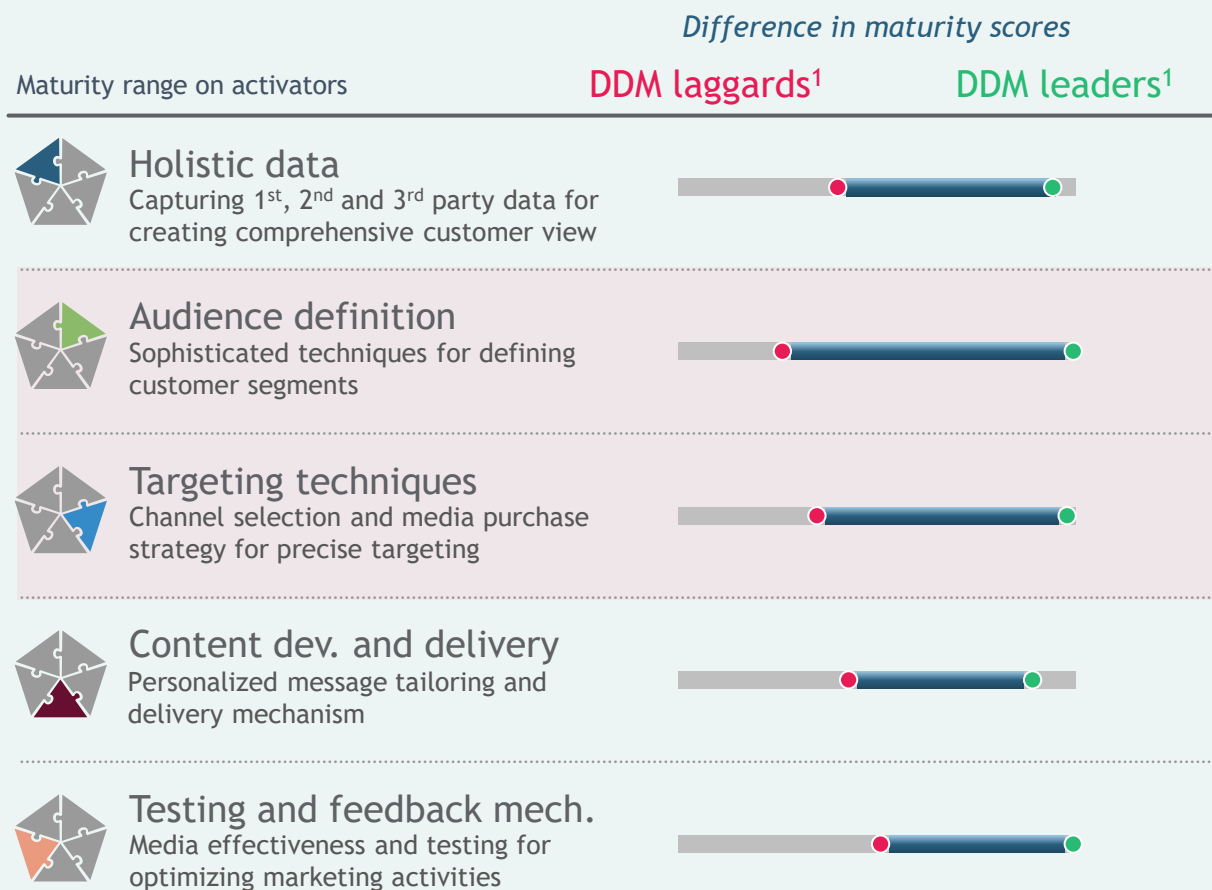 Difference in maturity scores
Maturity range on activators
DDM laggards¹
DDM leaders¹
Holistic data
Capturing 1st, 2nd and 3rd party data for
creating comprehensive customer view
Audience definition
Sophisticated techniques for defining
customer segments
Targeting techniques
Channel selection and media purchase
strategy for precise targeting
Content dev. and delivery
Personalized message tailoring and
delivery mechanism
Testing and feedback mech.
Media effectiveness and testing for
optimizing marketing activities